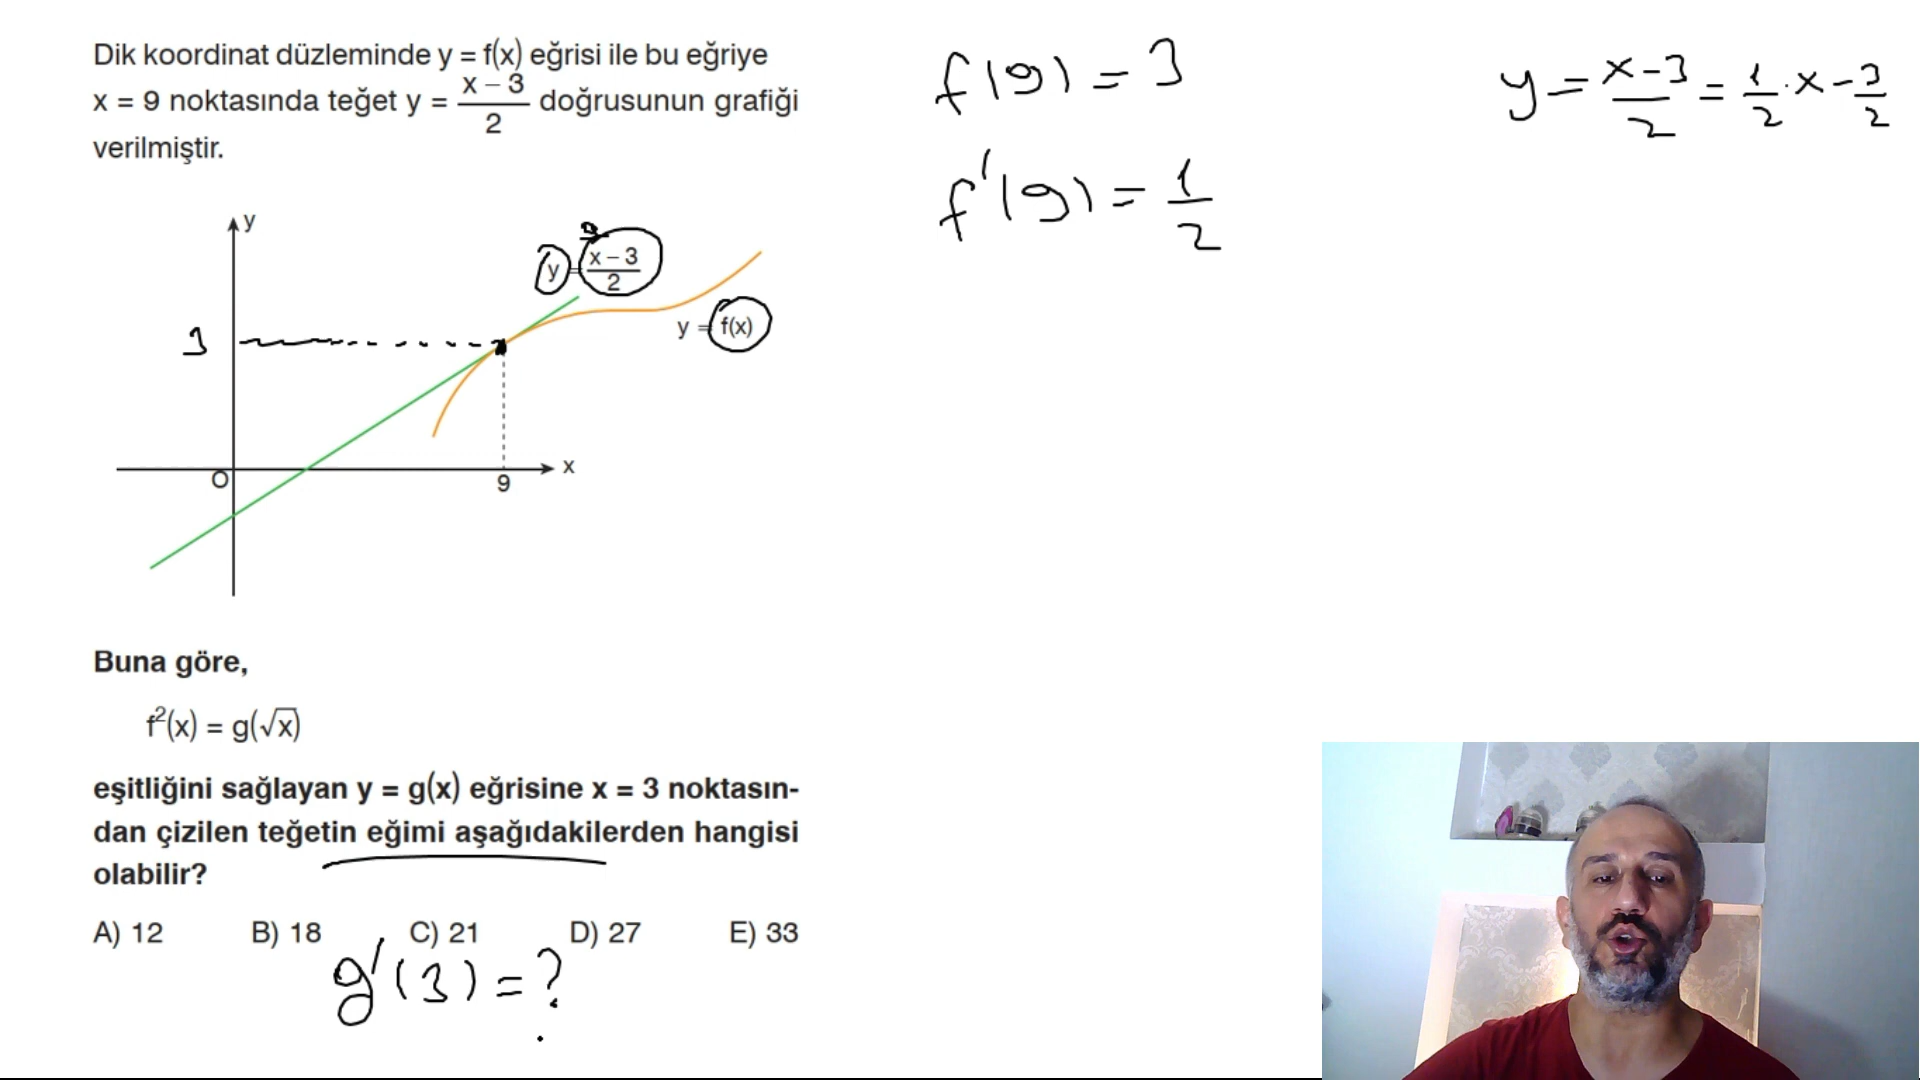 Dik koordinat düzleminde y = f(x) eğrisi ile bu eğriye
x = 9 noktasında teğet y = (x – 3)/2 doğrusunun grafiği
verilmiştir.
f(9) = 3
y = (x-3)/2 = 1/2 · x - 3/2
f'(9) = 1/2
y
y = (x – 3)/2
y = f(x)
3
O
9
x
Buna göre,
f²(x) = g(√x)
eşitliğini sağlayan y = g(x) eğrisine x = 3 noktasın-
dan çizilen teğetin eğimi aşağıdakilerden hangisi
olabilir?
A) 12 B) 18 C) 21 D) 27 E) 33
g'(3) = ?